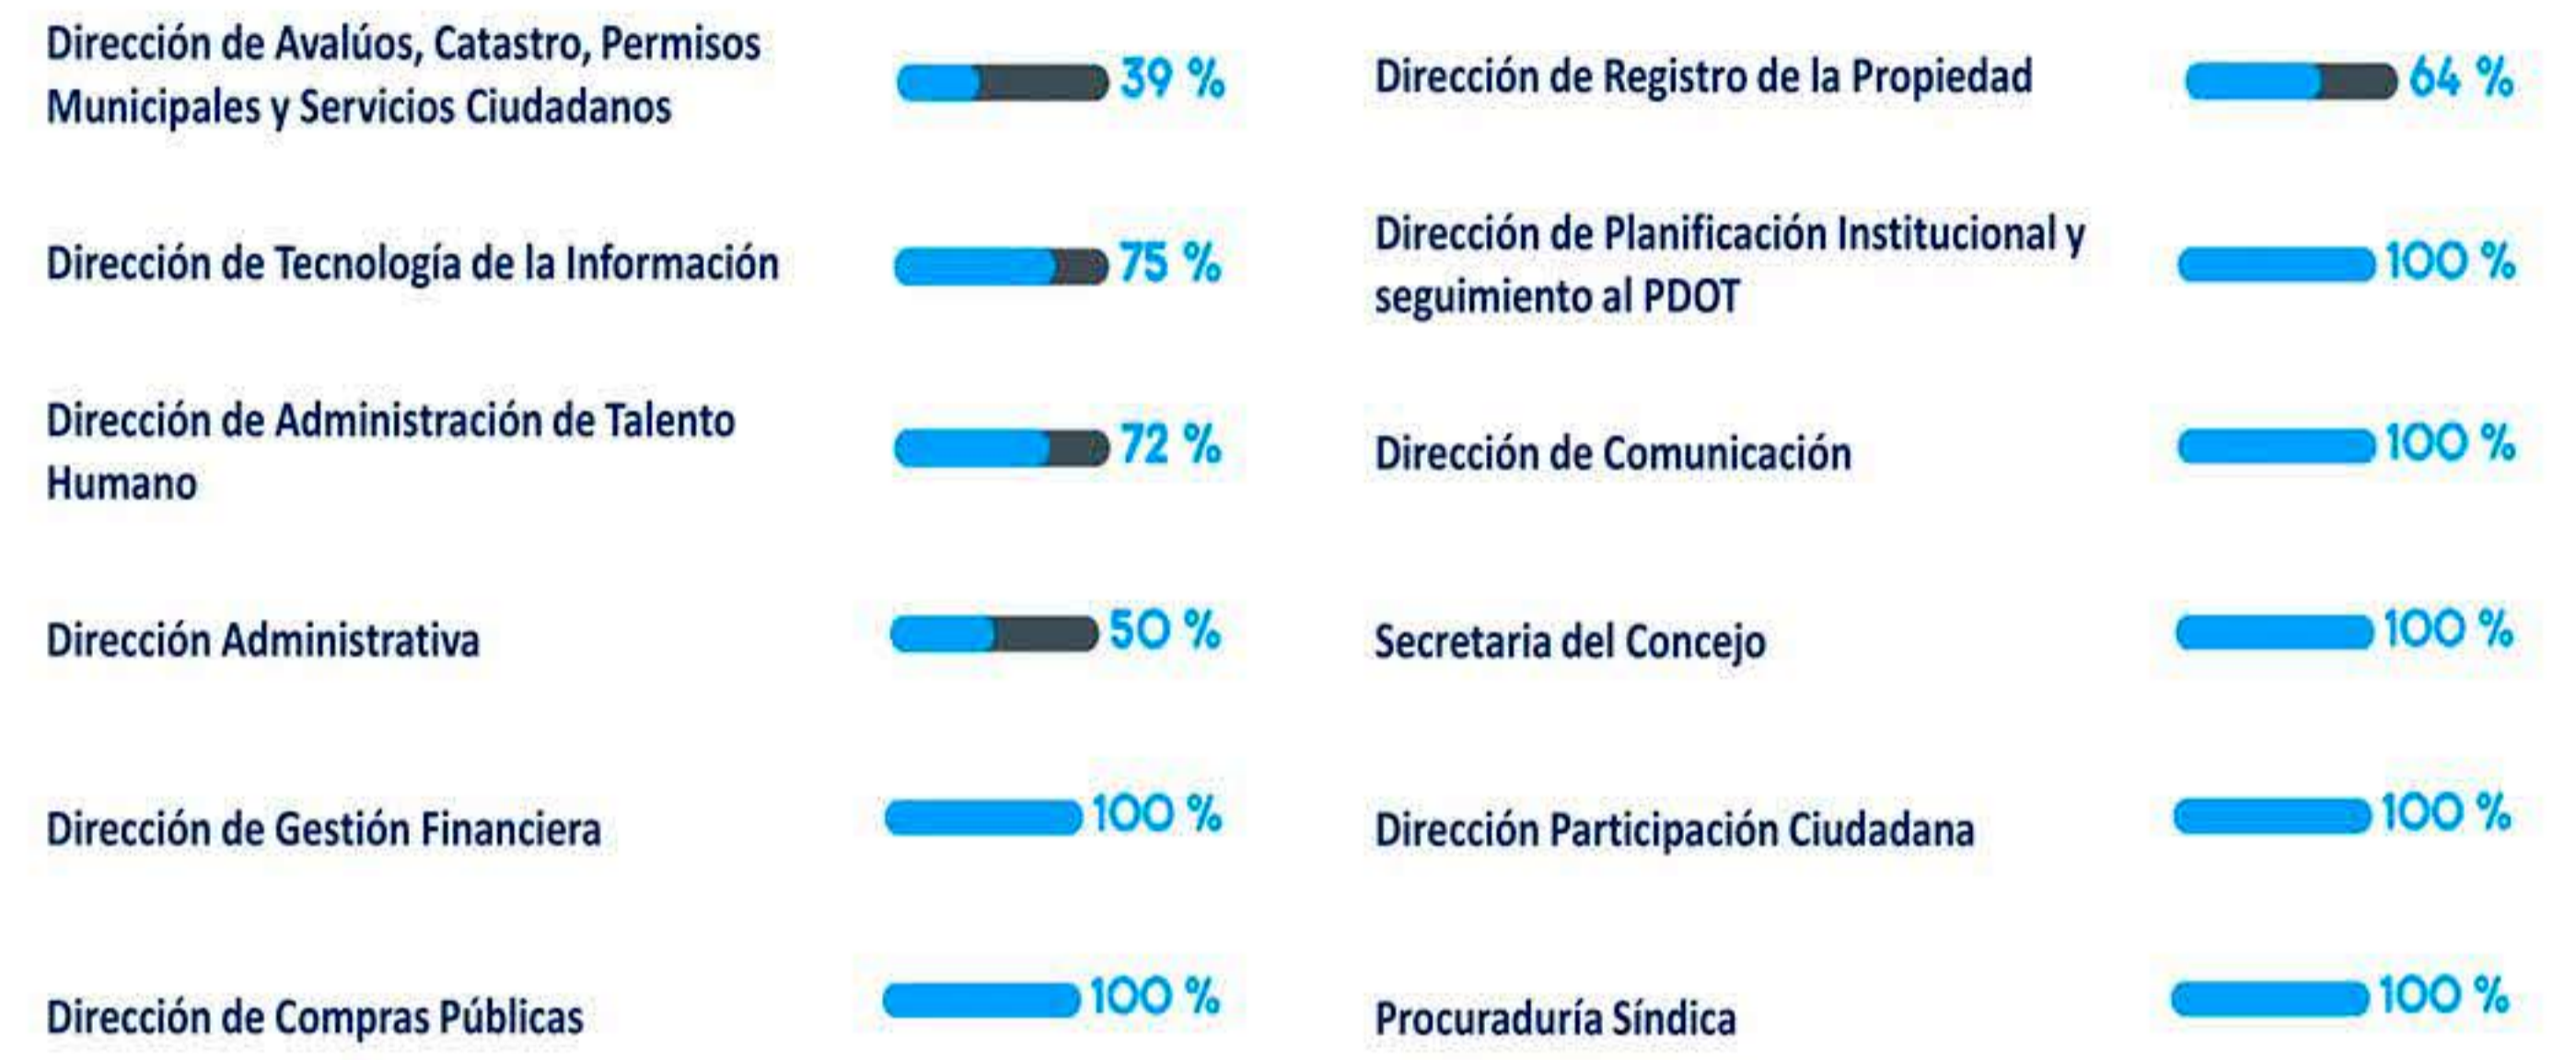 Dirección de Avalúos, Catastro, Permisos
Municipales y Servicios Ciudadanos
39 %
Dirección de Tecnología de la Información
75 %
Dirección de Administración de Talento
Humano
72 %
Dirección Administrativa
50 %
Dirección de Gestión Financiera
100 %
Dirección de Compras Públicas
100 %
Dirección de Registro de la Propiedad
64 %
Dirección de Planificación Institucional y
seguimiento al PDOT
100 %
Dirección de Comunicación
100 %
Secretaria del Concejo
100 %
Dirección Participación Ciudadana
100 %
Procuraduría Síndica
100 %